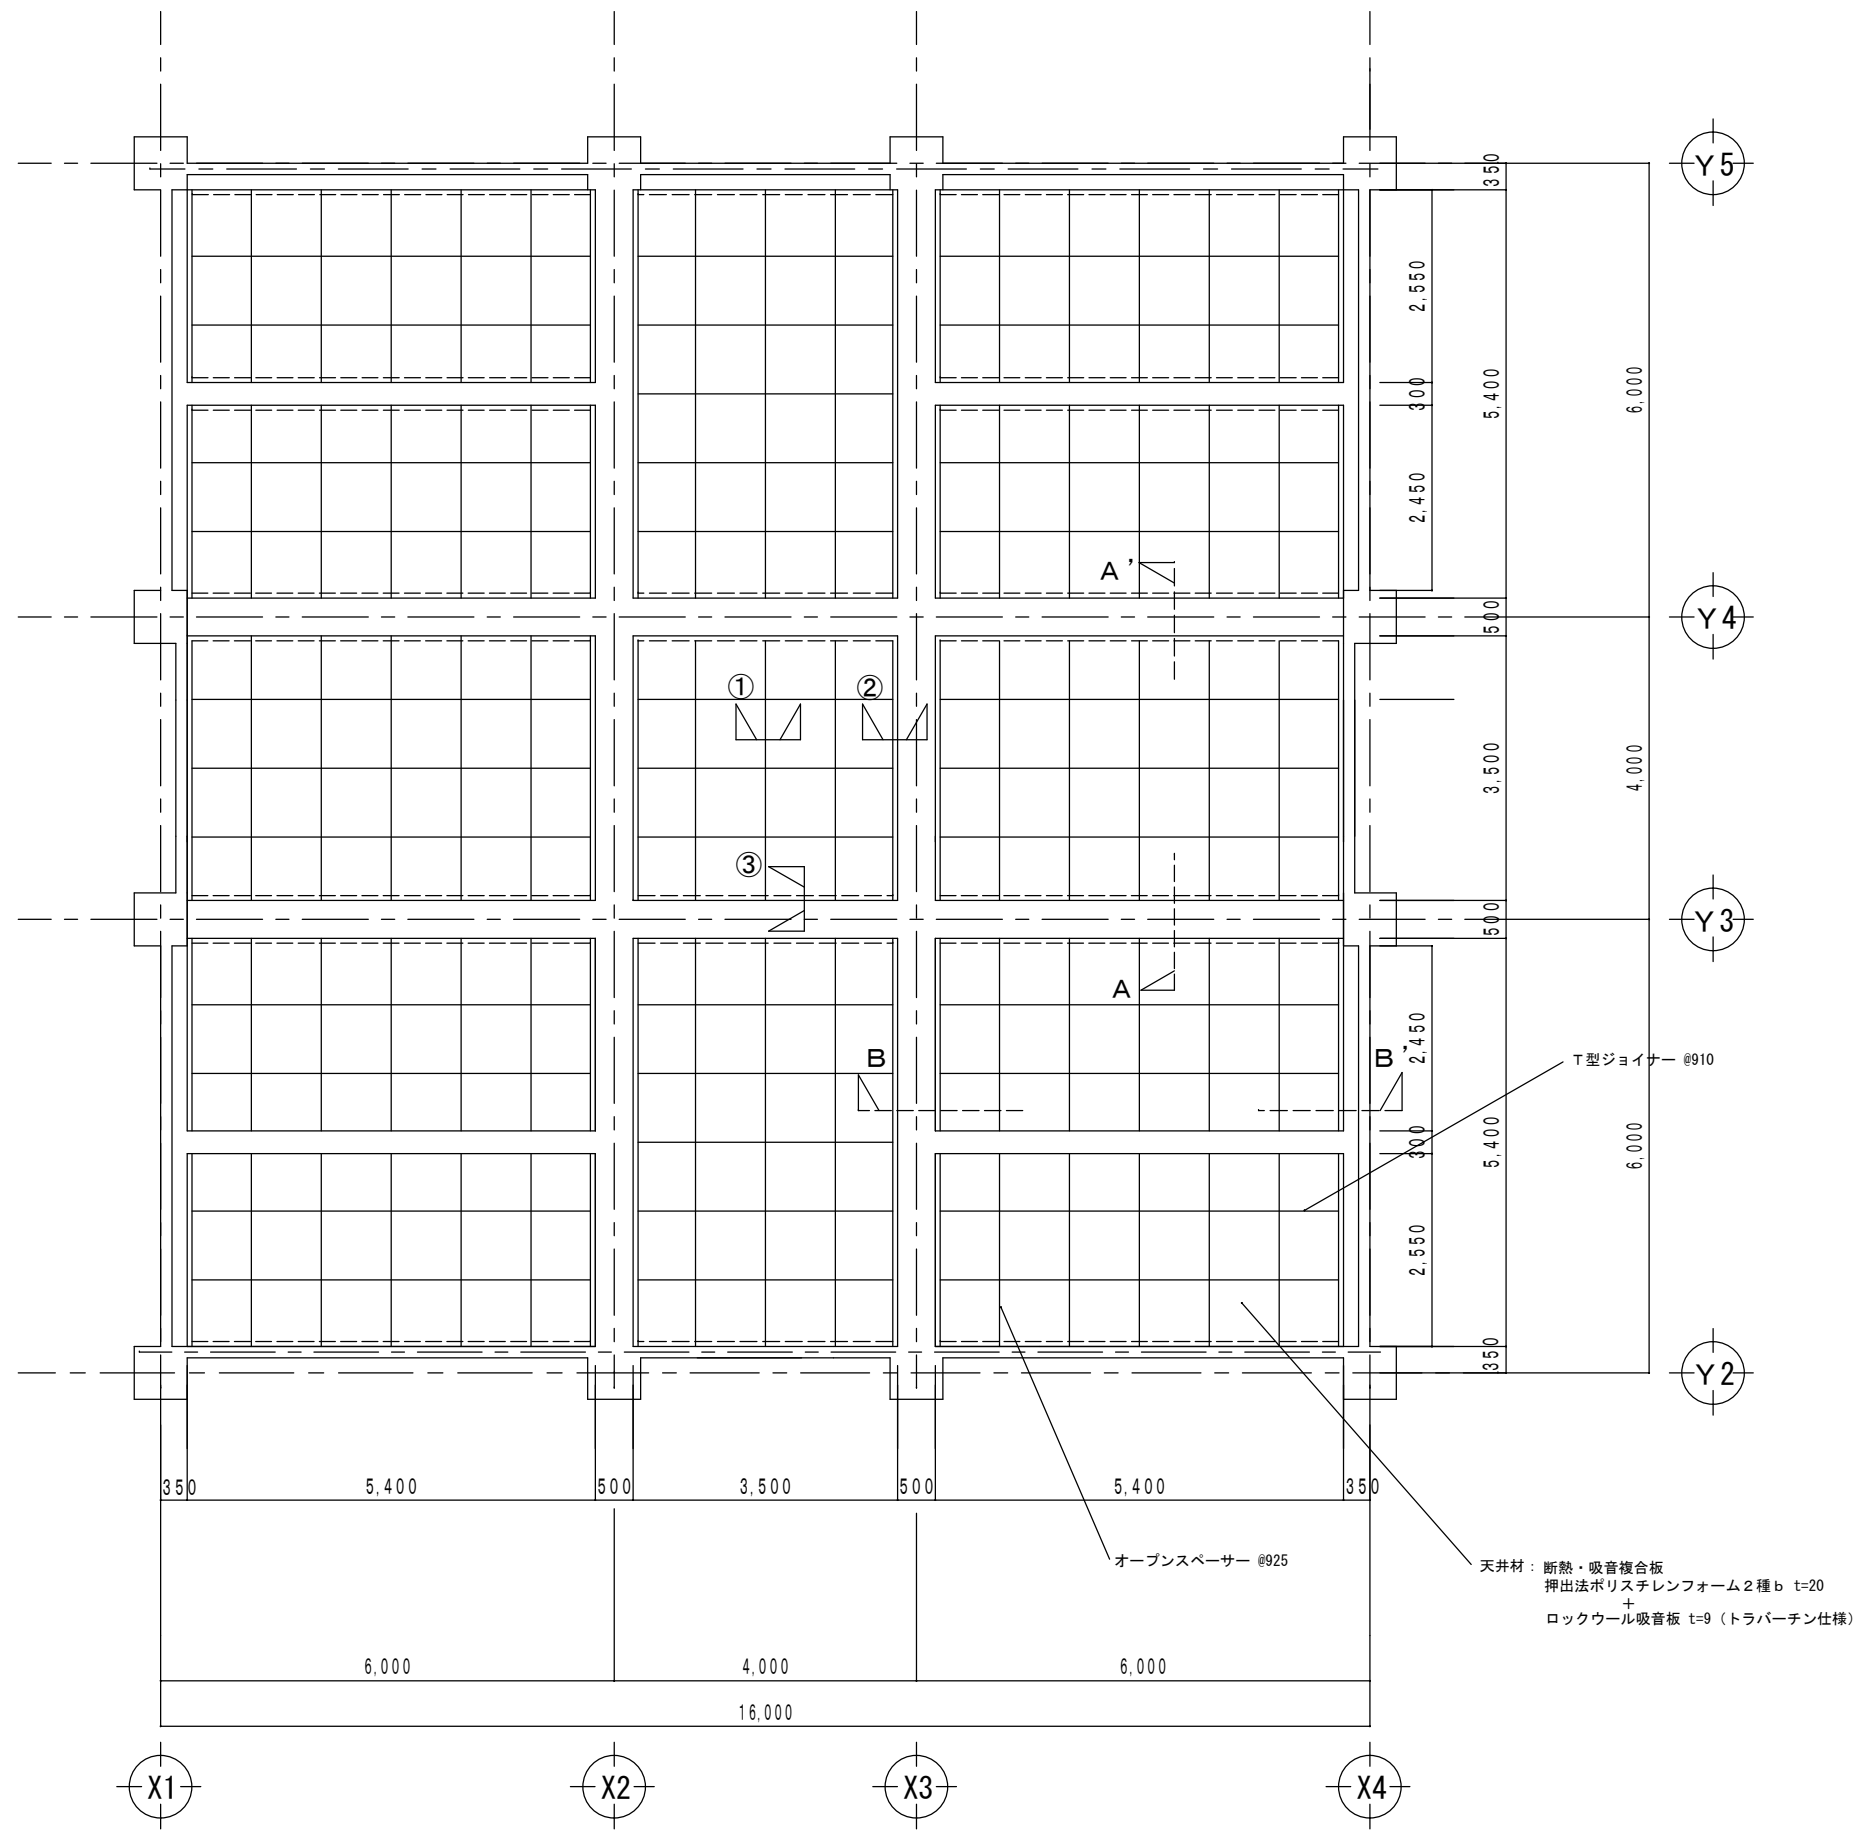 Y5
350
2,550
5,400
6,000
300
2,450
A'
500
Y4
① ②
3,500
4,000
③
500
Y3
A
2,450
B B'
T型ジョイナー @910
300
5,400
6,000
2,550
350
Y2
350 5,400 500 3,500 500 5,400 350
オープンスペーサー @925
天井材：断熱・吸音複合板
押出法ポリスチレンフォーム２種ｂ t=20
＋
ロックウール吸音板 t=9（トラバーチン仕様）
6,000 4,000 6,000
16,000
X1 X2 X3 X4